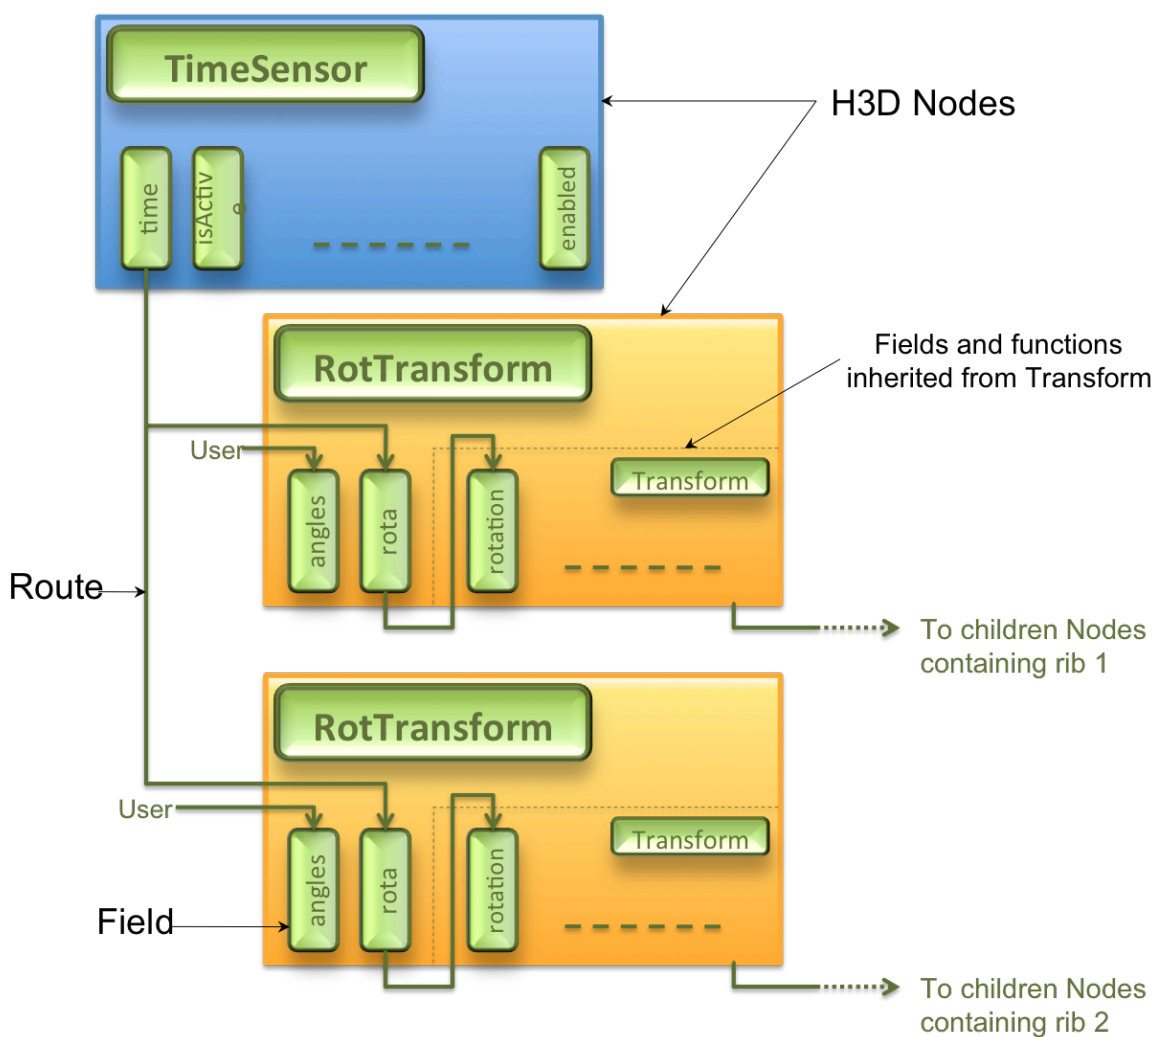 TimeSensor
H3D Nodes
time
isActiv
e
enabled
RotTransform
Fields and functions
inherited from Transform
User
Transform
angles
rota
rotation
Route
To children Nodes
containing rib 1
RotTransform
User
Transform
angles
rota
rotation
Field
To children Nodes
containing rib 2